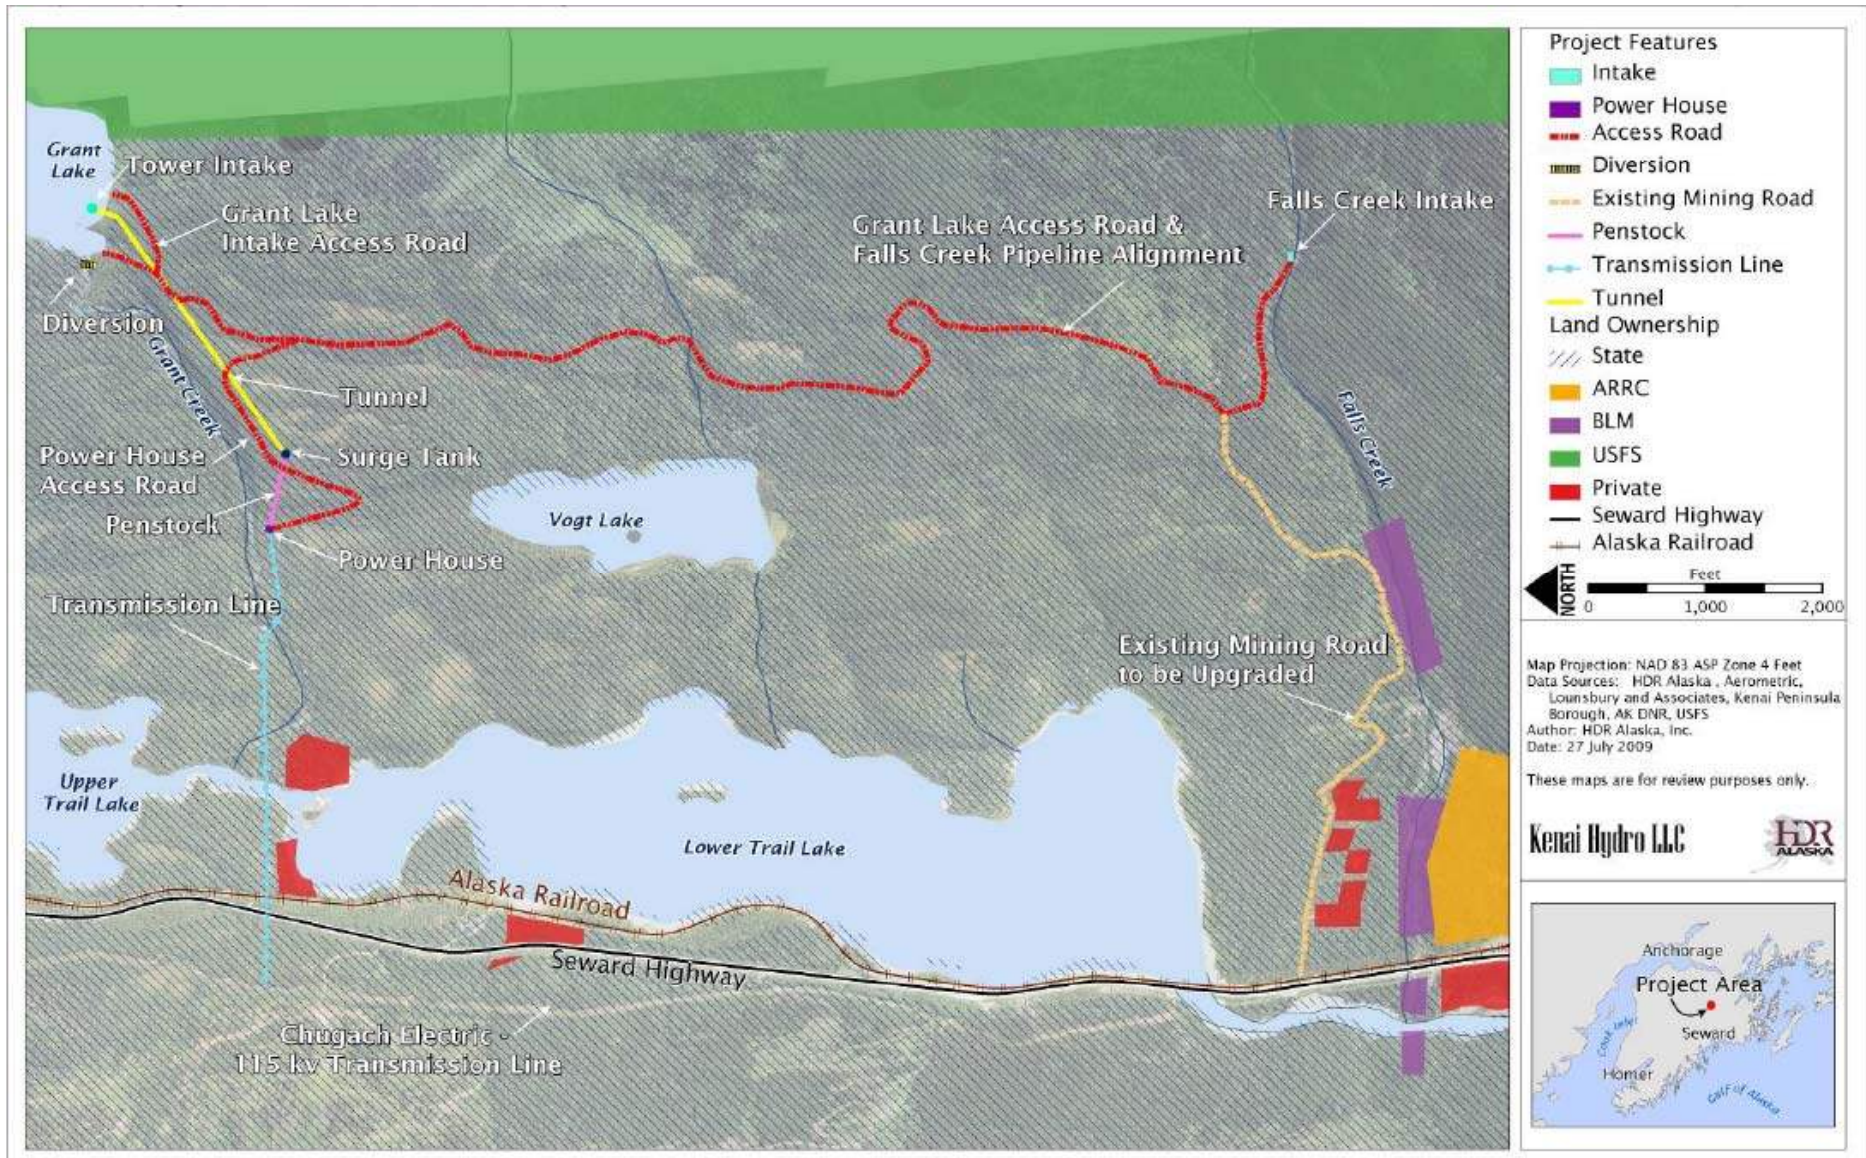 Grant
Lake
Tower Intake
Grant Lake
Intake Access Road
Diversion
Grant Creek
Tunnel
Power House
Access Road
Surge Tank
Penstock
Power House
Transmission Line
Vogt Lake
Grant Lake Access Road &
Falls Creek Pipeline Alignment
Falls Creek Intake
Falls Creek
Existing Mining Road
to be Upgraded
Upper
Trail Lake
Lower Trail Lake
Alaska Railroad
Seward Highway
Chugach Electric -
115 kv Transmission Line
Project Features
Intake
Power House
Access Road
Diversion
Existing Mining Road
Penstock
Transmission Line
Tunnel
Land Ownership
State
ARRC
BLM
USFS
Private
Seward Highway
Alaska Railroad
NORTH
Feet
0 1,000 2,000
Map Projection: NAD 83 ASP Zone 4 Feet
Data Sources: HDR Alaska , Aerometric,
Lounsbury and Associates, Kenai Peninsula
Borough, AK DNR, USFS
Author: HDR Alaska, Inc.
Date: 27 July 2009
These maps are for review purposes only.
Kenai Hydro LLC
HDR
ALASKA
Anchorage
Project Area
Cook Inlet
Seward
Homer
Gulf of Alaska